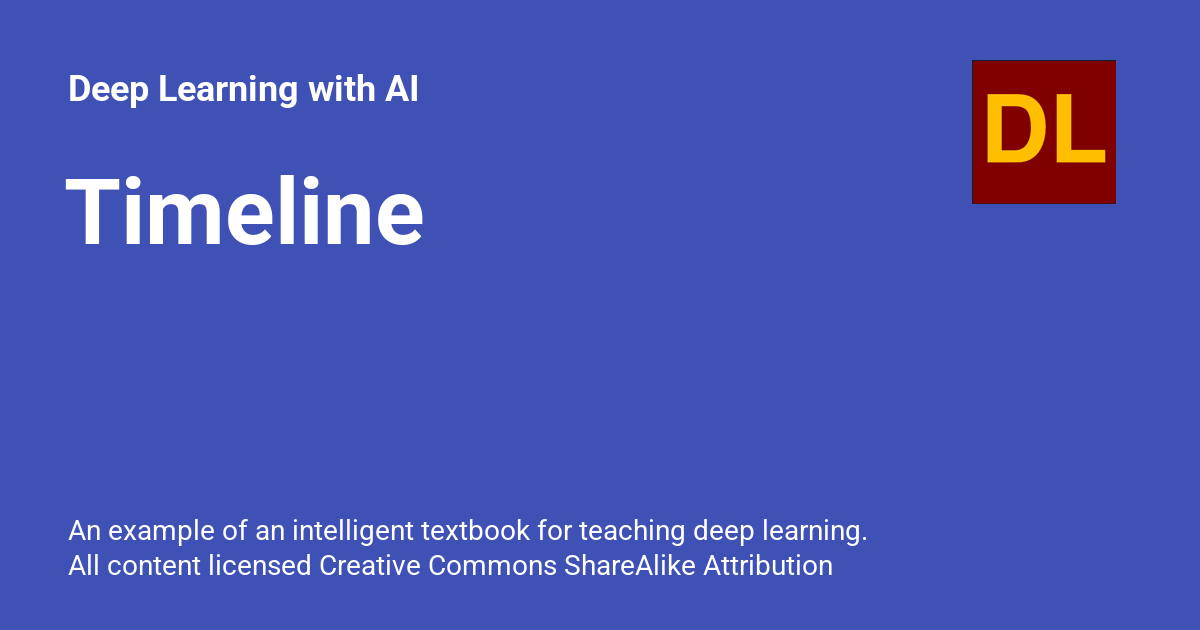 Deep Learning with AI
DL
Timeline
An example of an intelligent textbook for teaching deep learning.
All content licensed Creative Commons ShareAlike Attribution